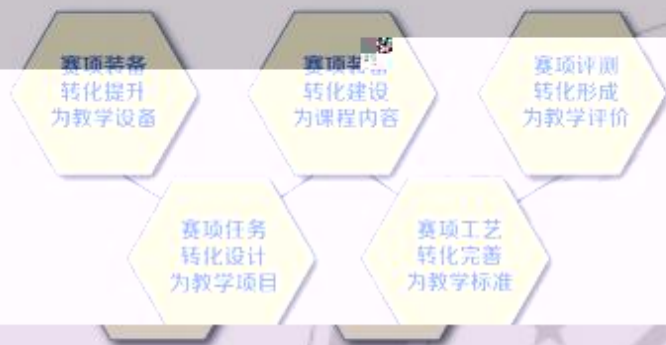 赛项装备
转化提升
为教学设备
赛项装
转化建设
为课程内容
赛项评测
转化形成
为教学评价
赛项任务
转化设计
为教学项目
赛项工艺
转化完善
为教学标准